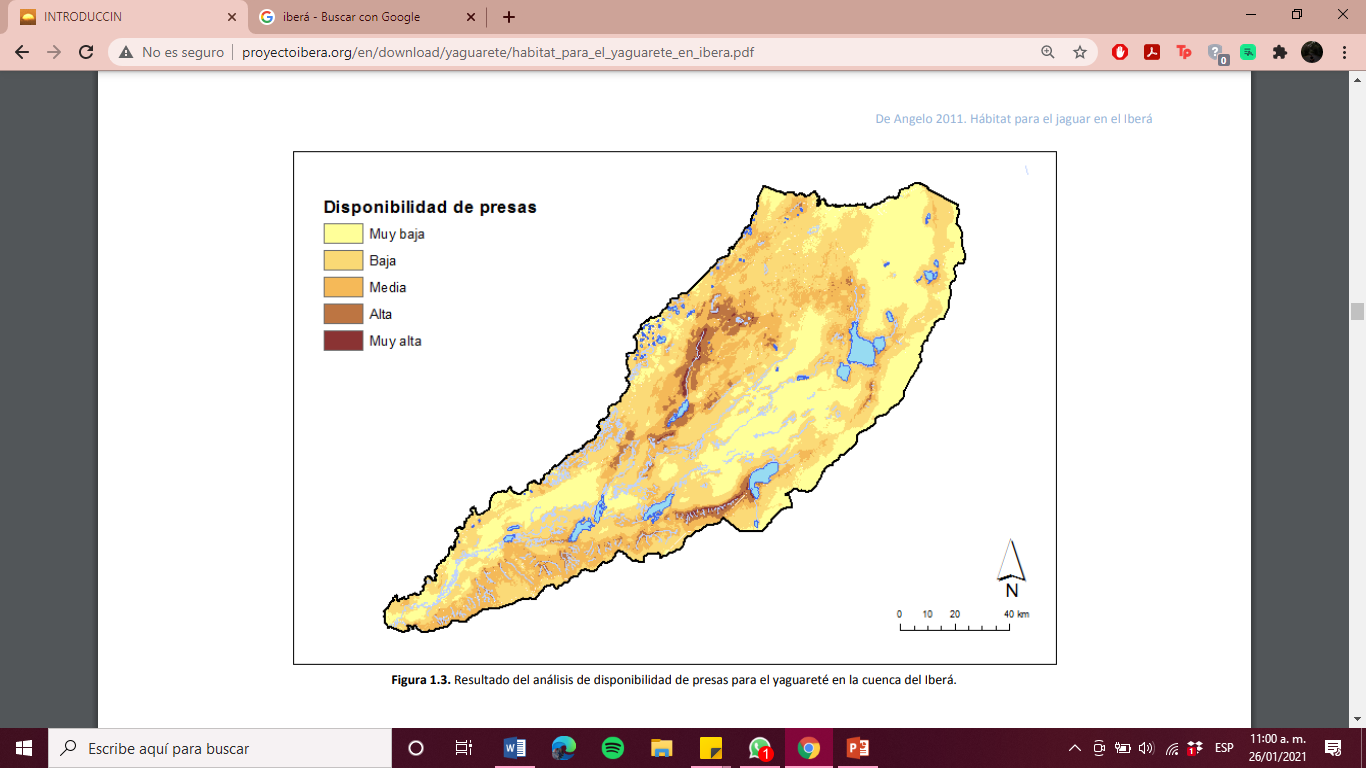 INTRODUCCIN
iberá - Buscar con Google
No es seguro
proyectoibera.org/en/download/yaguarete/habitat_para_el_yaguarete_en_ibera.pdf
0
De Angelo 2011. Hábitat para el jaguar en el Iberá
Disponibilidad de presas
Muy baja
Baja
Media
Alta
Muy alta
N
0 10 20 40 km
Figura 1.3. Resultado del análisis de disponibilidad de presas para el yaguareté en la cuenca del Iberá.
Escribe aquí para buscar
1
1
ESP
11:00 a. m.
26/01/2021